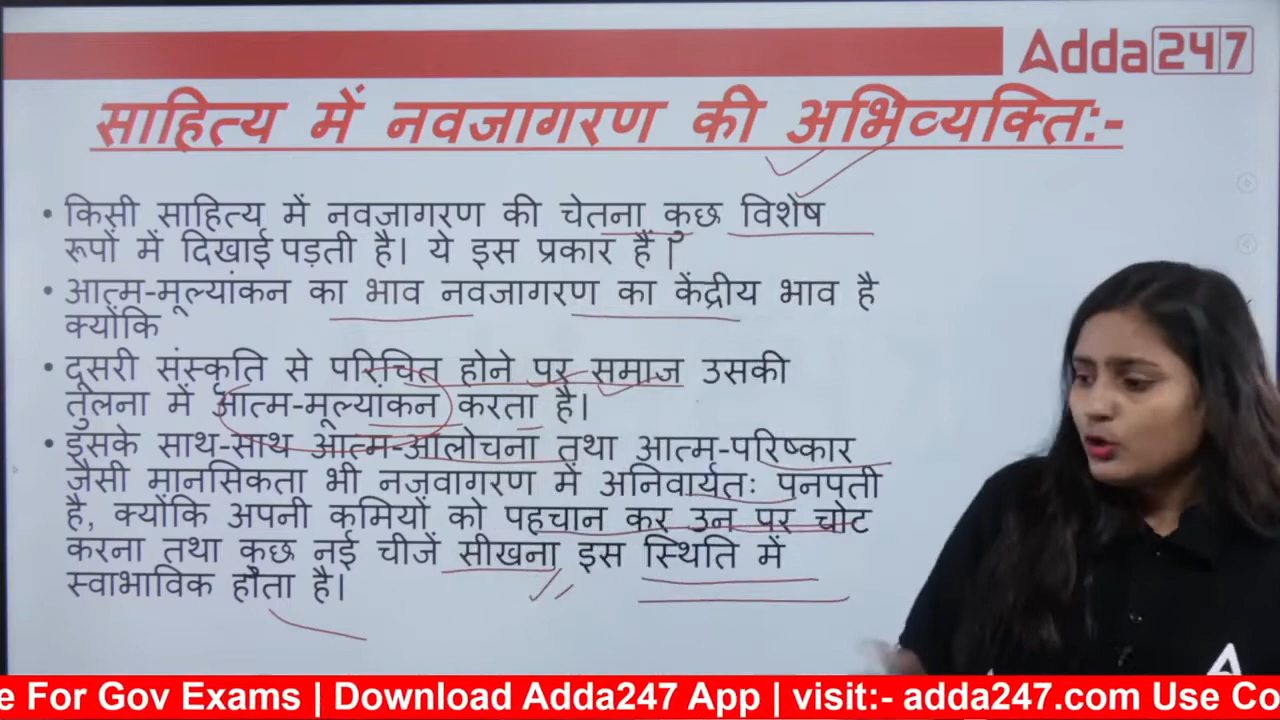 Adda 247
साहित्य में नवजागरण की अभिव्यक्ति:-
• किसी साहित्य में नवजागरण की चेतना कुछ विशेष
रूपों में दिखाई पड़ती है। ये इस प्रकार हैं |
• आत्म-मूल्यांकन का भाव नवजागरण का केंद्रीय भाव है
क्योंकि
• दूसरी संस्कृति से परिचित होने पर समाज उसकी
तुलना में आत्म-मूल्यांकन करता है।
• इसके साथ-साथ आत्म-आलोचना तथा आत्म-परिष्कार
जैसी मानसिकता भी नजवागरण में अनिवार्यतः पनपती
है, क्योंकि अपनी कमियों को पहचान कर उन पर चोट
करना तथा कुछ नई चीजें सीखना इस स्थिति में
स्वाभाविक होता है।
e For Gov Exams | Download Adda247 App | visit:- adda247.com Use Co